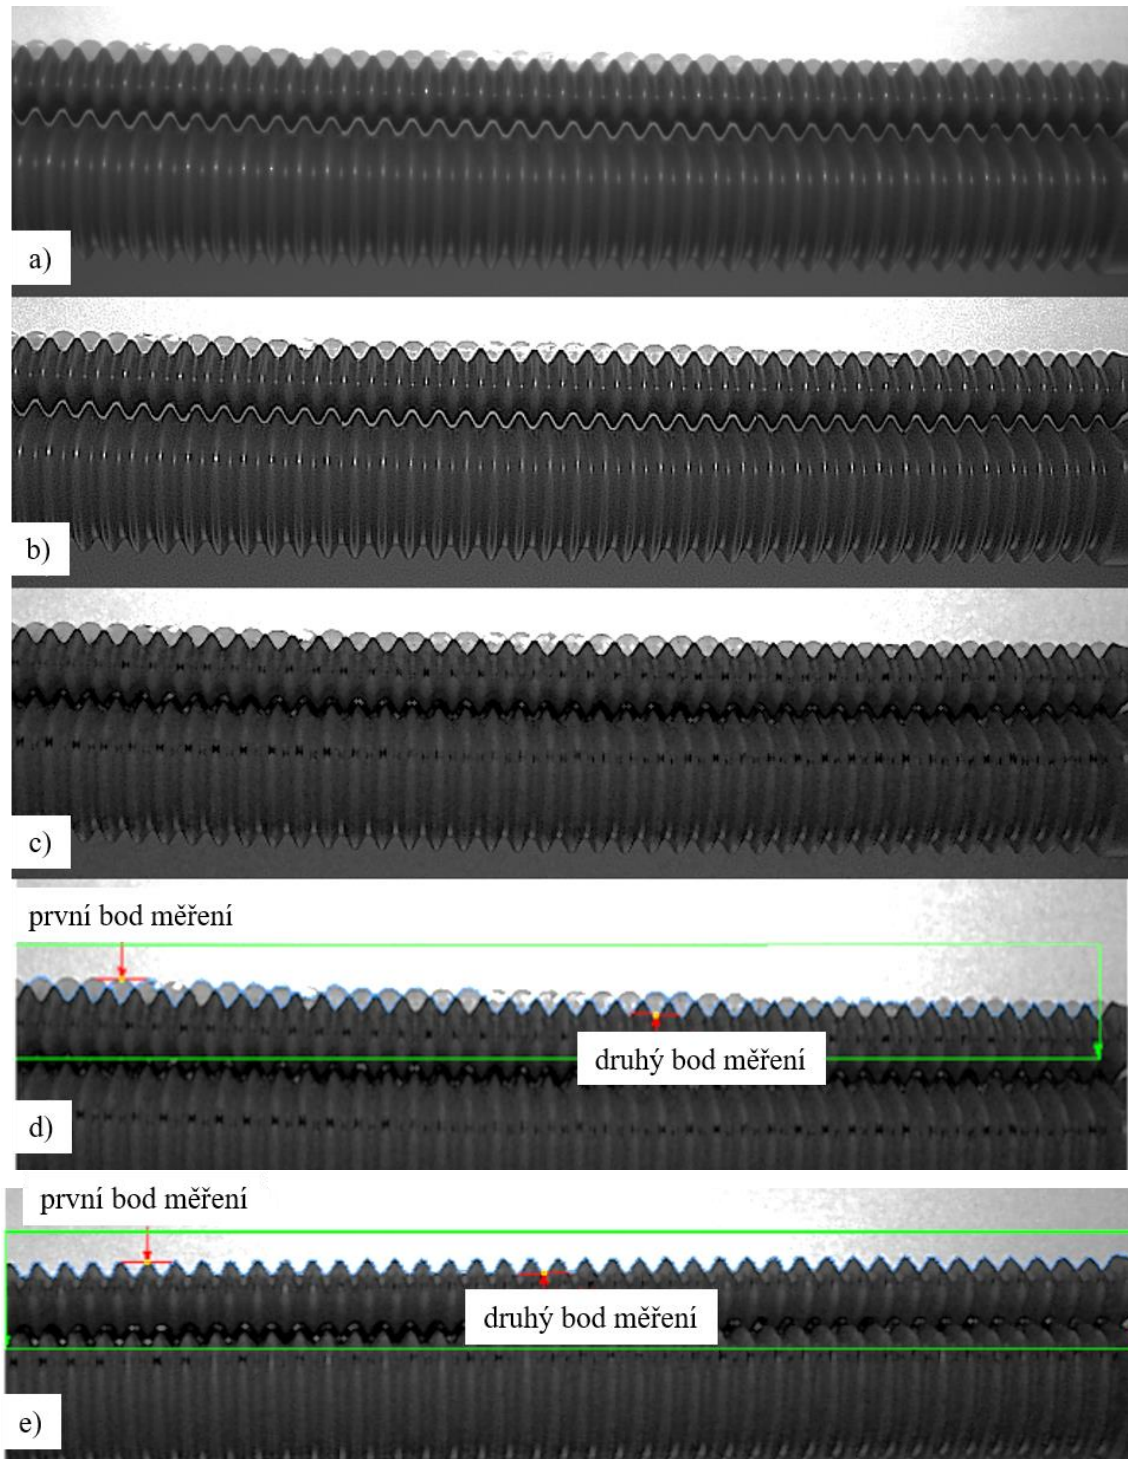 a)
b)
c)
první bod měření
druhý bod měření
d)
první bod měření
druhý bod měření
e)